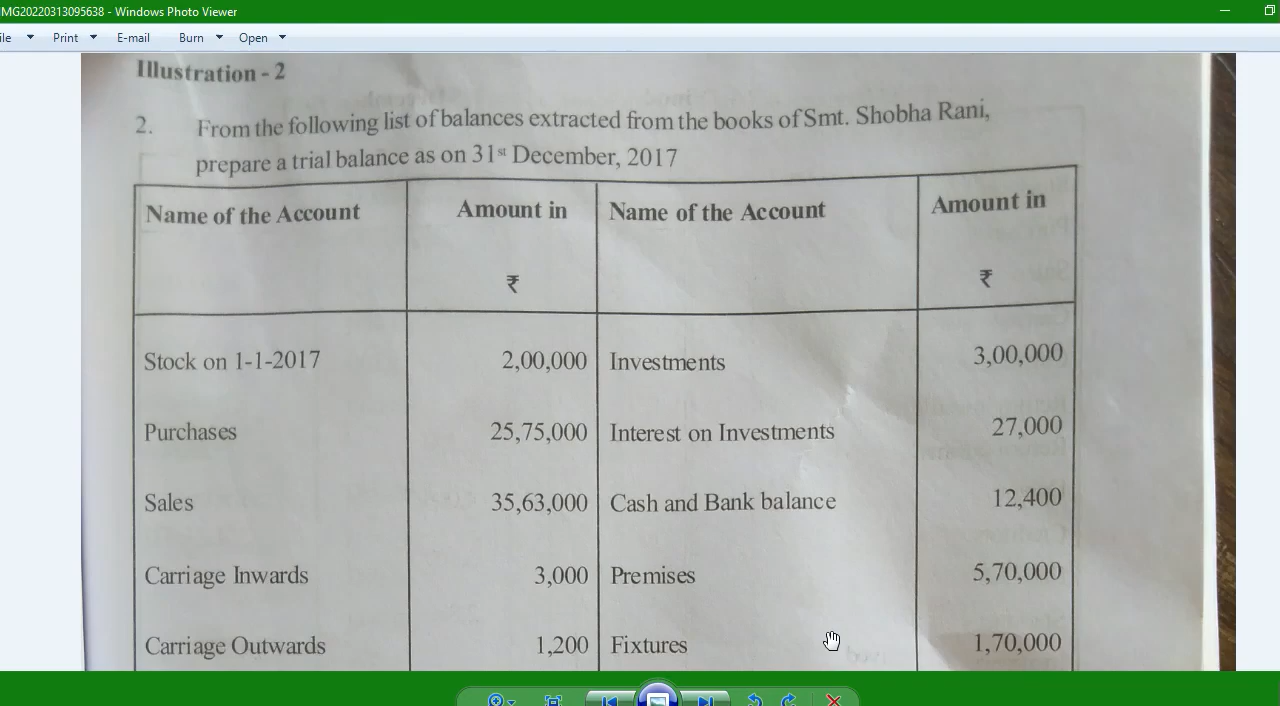 MG20220313095638 - Windows Photo Viewer
ile Print E-mail Burn Open
Illustration - 2
2. From the following list of balances extracted from the books of Smt. Shobha Rani,
prepare a trial balance as on 31st December, 2017
Name of the Account Amount in Name of the Account Amount in
₹ ₹
Stock on 1-1-2017 2,00,000 Investments 3,00,000
Purchases 25,75,000 Interest on Investments 27,000
Sales 35,63,000 Cash and Bank balance 12,400
Carriage Inwards 3,000 Premises 5,70,000
Carriage Outwards 1,200 Fixtures 1,70,000